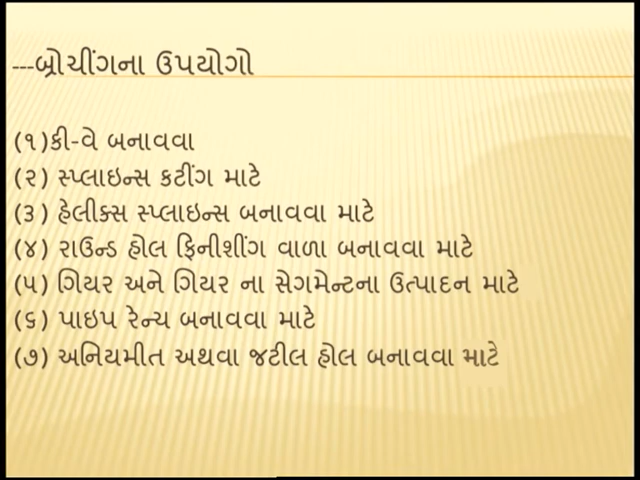 ---બ્રોચીંગના ઉપયોગો
(૧)કી-વે બનાવવા
(૨) સ્પ્લાઇન્સ કટીંગ માટે
(૩) હેલીક્સ સ્પ્લાઇન્સ બનાવવા માટે
(૪) રાઉન્ડ હોલ ફિનીશીંગ વાળા બનાવવા માટે
(૫) ગિયર અને ગિયર ના સેગમેન્ટના ઉત્પાદન માટે
(૬) પાઇપ રેન્ચ બનાવવા માટે
(૭) અનિયમીત અથવા જટીલ હોલ બનાવવા માટે